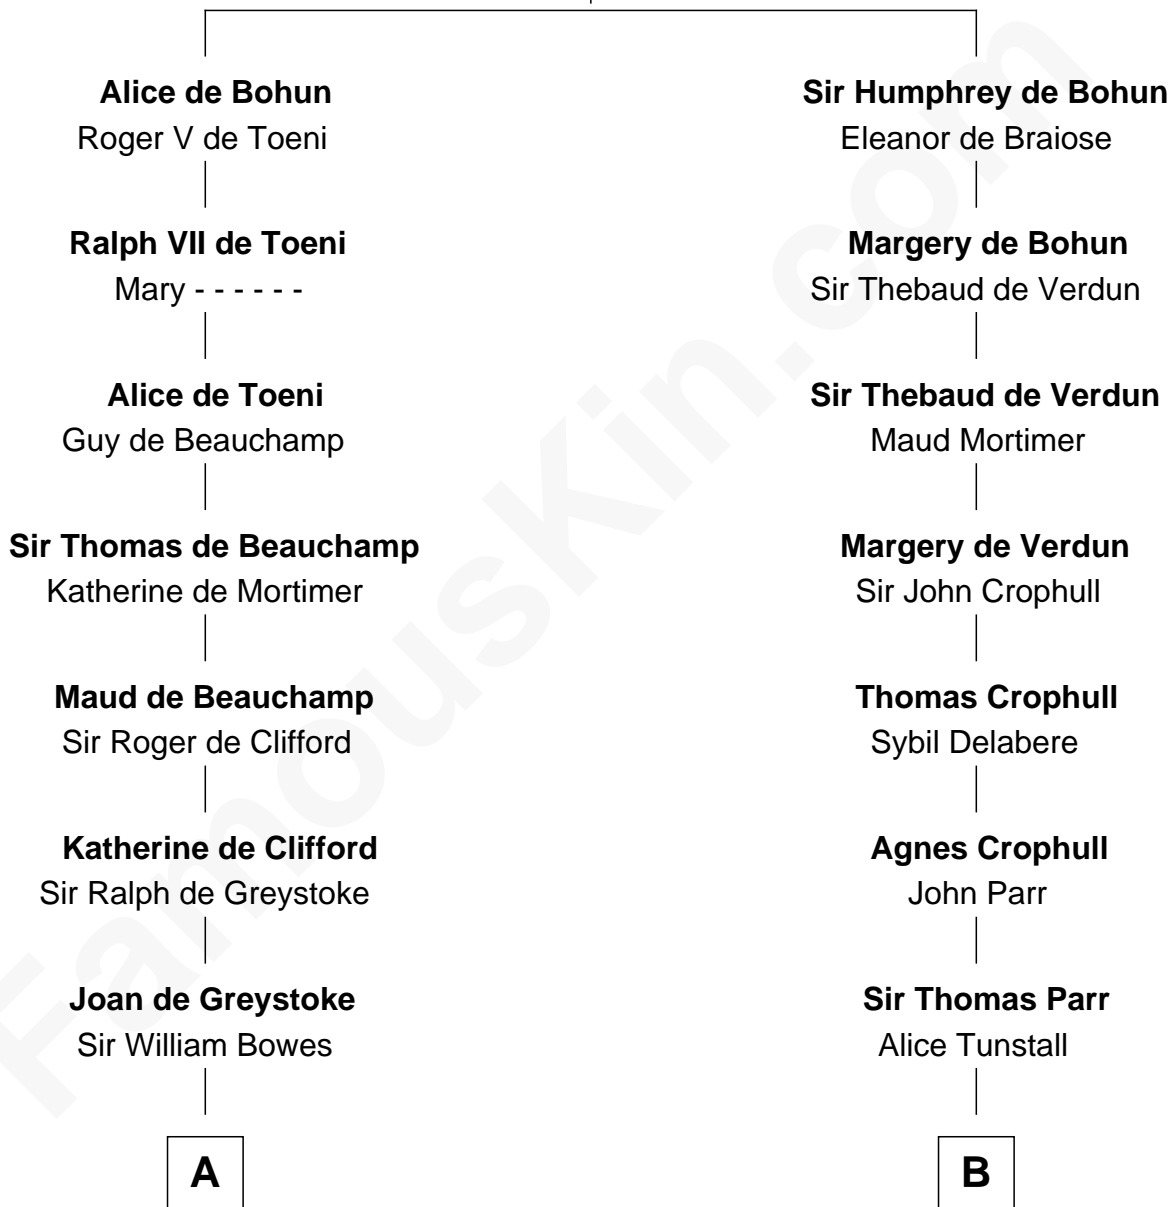 Alice de Bohun
Roger V de Toeni
Ralph VII de Toeni
Mary - - - - - -
Alice de Toeni
Guy de Beauchamp
Sir Thomas de Beauchamp
Katherine de Mortimer
Maud de Beauchamp
Sir Roger de Clifford
Katherine de Clifford
Sir Ralph de Greystoke
Joan de Greystoke
Sir William Bowes
A
Sir Humphrey de Bohun
Eleanor de Braiose
Margery de Bohun
Sir Thebaud de Verdun
Sir Thebaud de Verdun
Maud Mortimer
Margery de Verdun
Sir John Crophull
Thomas Crophull
Sybil Delabere
Agnes Crophull
John Parr
Sir Thomas Parr
Alice Tunstall
B
FamousKin.com